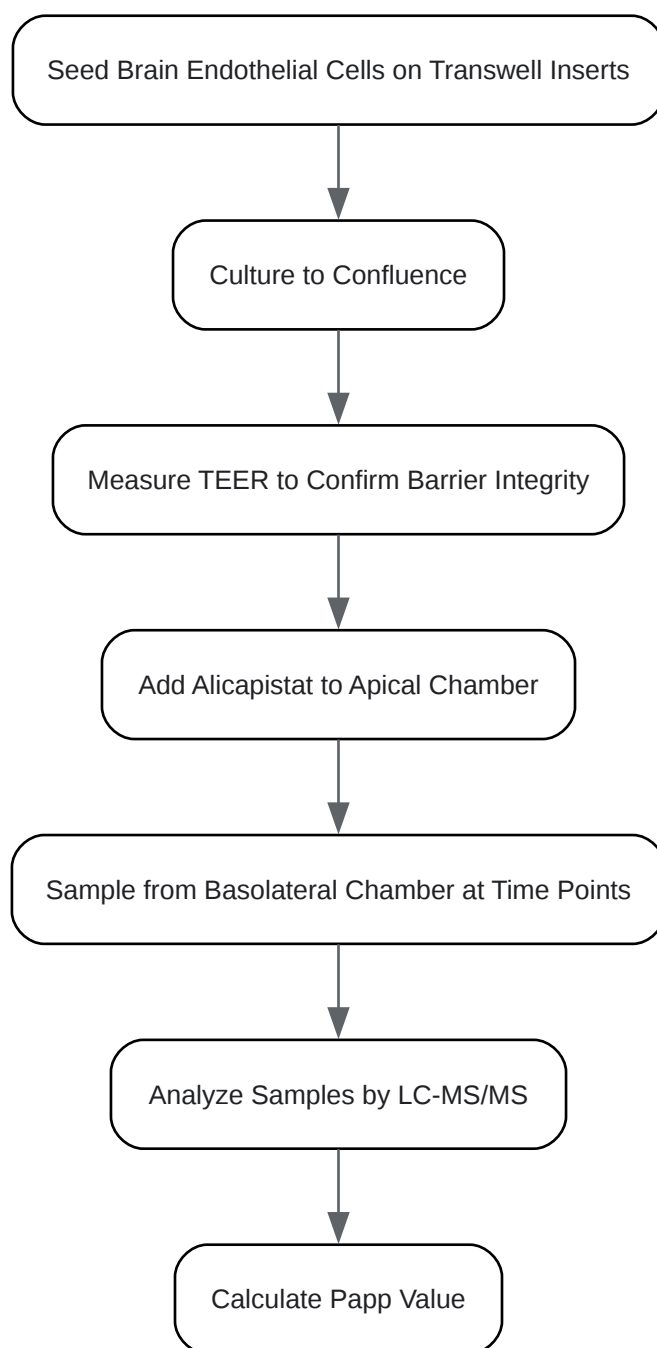 Seed Brain Endothelial Cells on Transwell Inserts
Culture to Confluence
Measure TEER to Confirm Barrier Integrity
Add Alicapistat to Apical Chamber
Sample from Basolateral Chamber at Time Points
Analyze Samples by LC-MS/MS
Calculate Papp Value